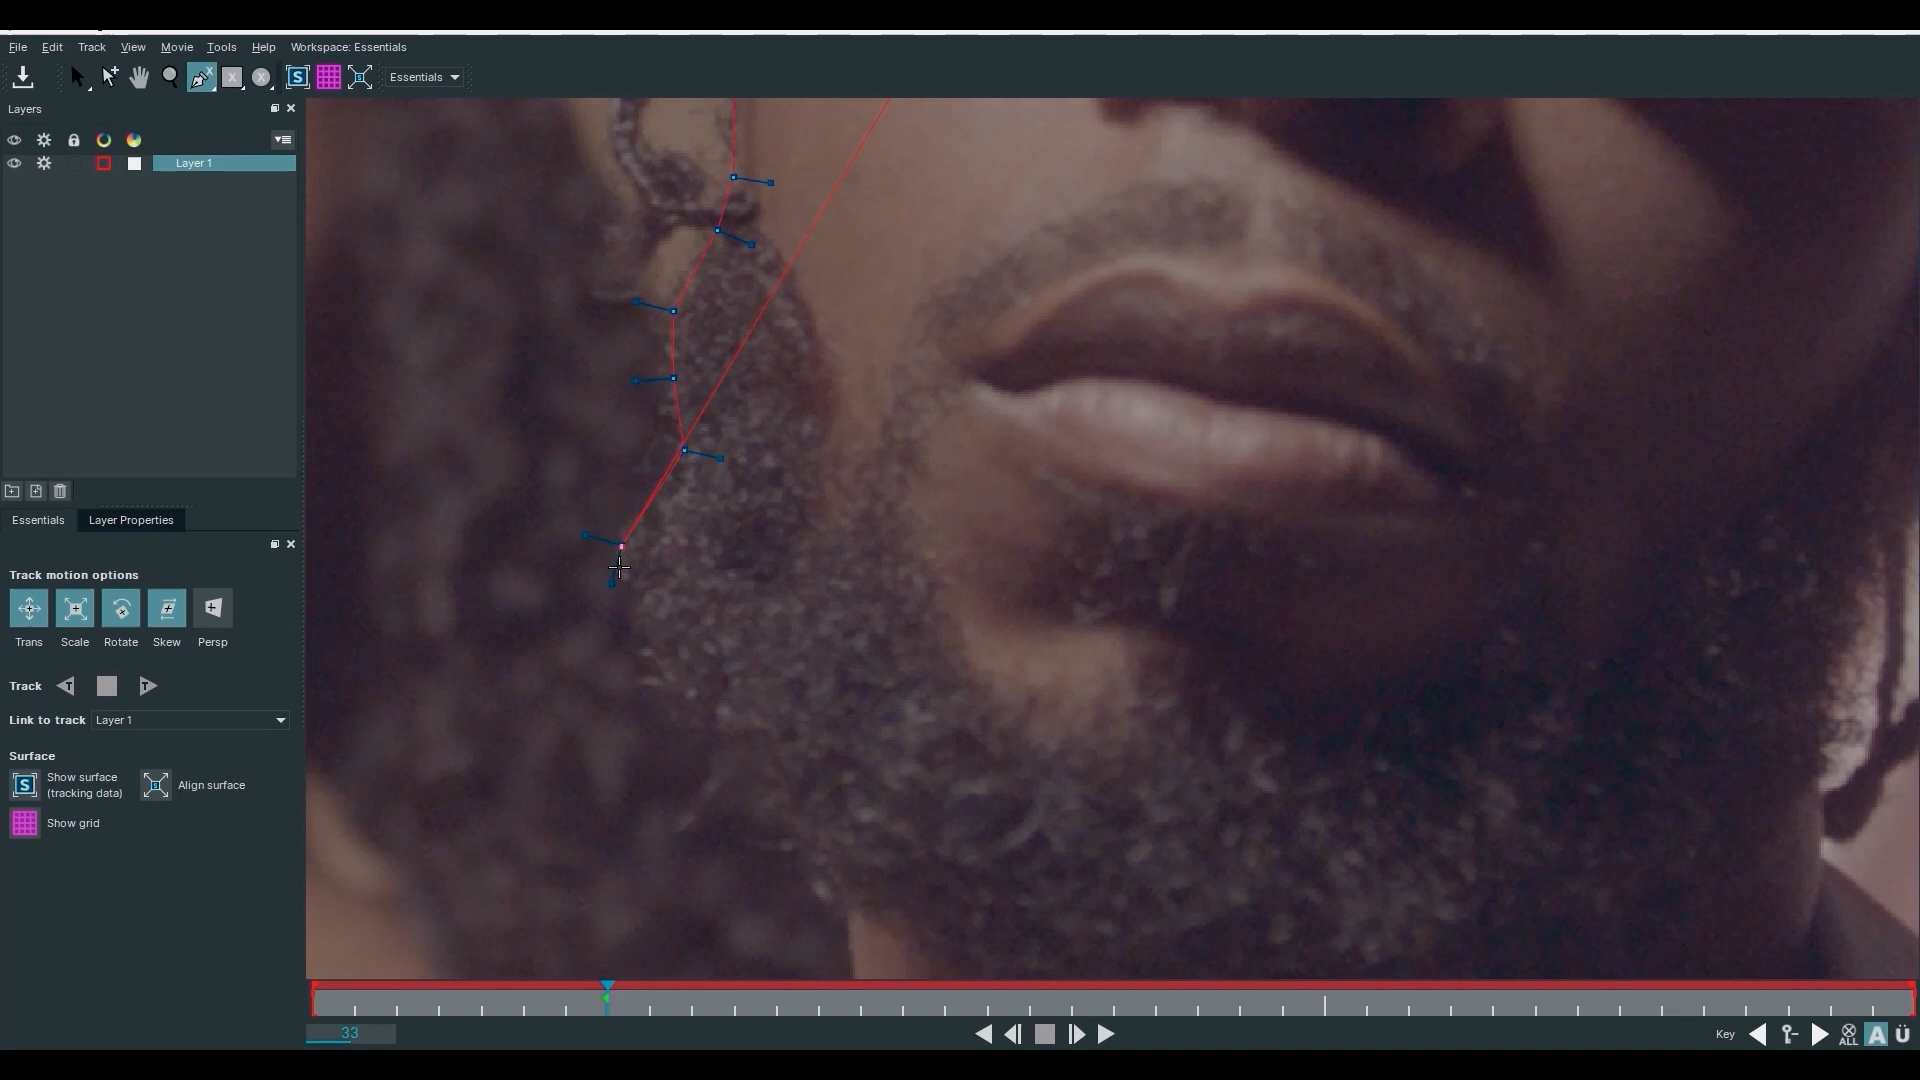 File Edit Track View Movie Tools Help Workspace: Essentials
S X X S Essentials
Layers
Layer 1
Essentials Layer Properties
Track motion options
Trans Scale Rotate Skew Persp
Track T T
Link to track Layer 1
Surface
S Show surface
(tracking data)
S Align surface
Show grid
33
Key ALL A Ü